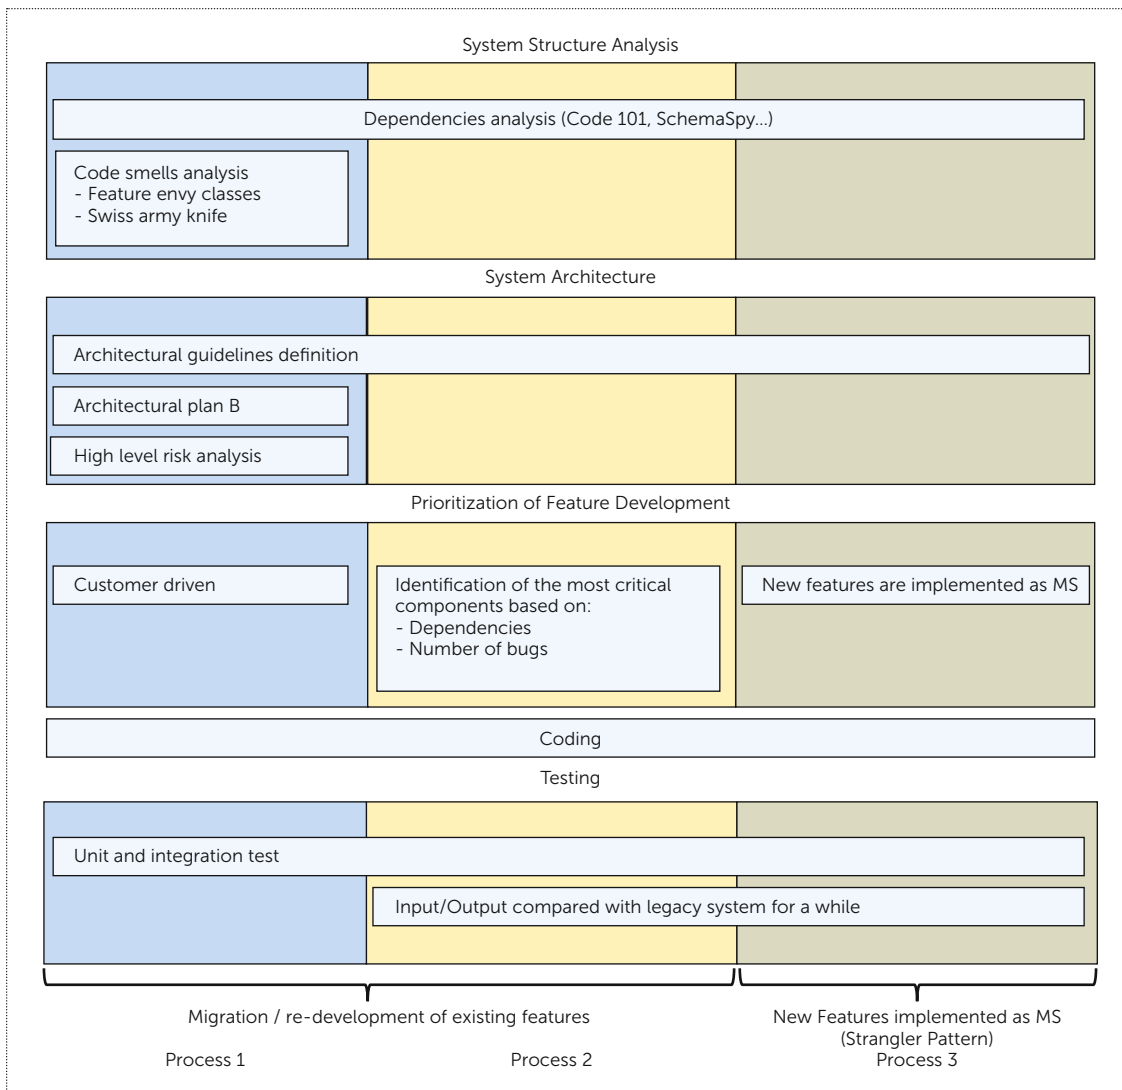 System Structure Analysis
Dependencies analysis (Code 101, SchemaSpy...)
Code smells analysis
- Feature envy classes
- Swiss army knife
System Architecture
Architectural guidelines definition
Architectural plan B
High level risk analysis
Prioritization of Feature Development
Customer driven
Identification of the most critical
components based on:
- Dependencies
- Number of bugs
New features are implemented as MS
Coding
Testing
Unit and integration test
Input/Output compared with legacy system for a while
Migration / re-development of existing features
New Features implemented as MS
(Strangler Pattern)
Process 1
Process 2
Process 3